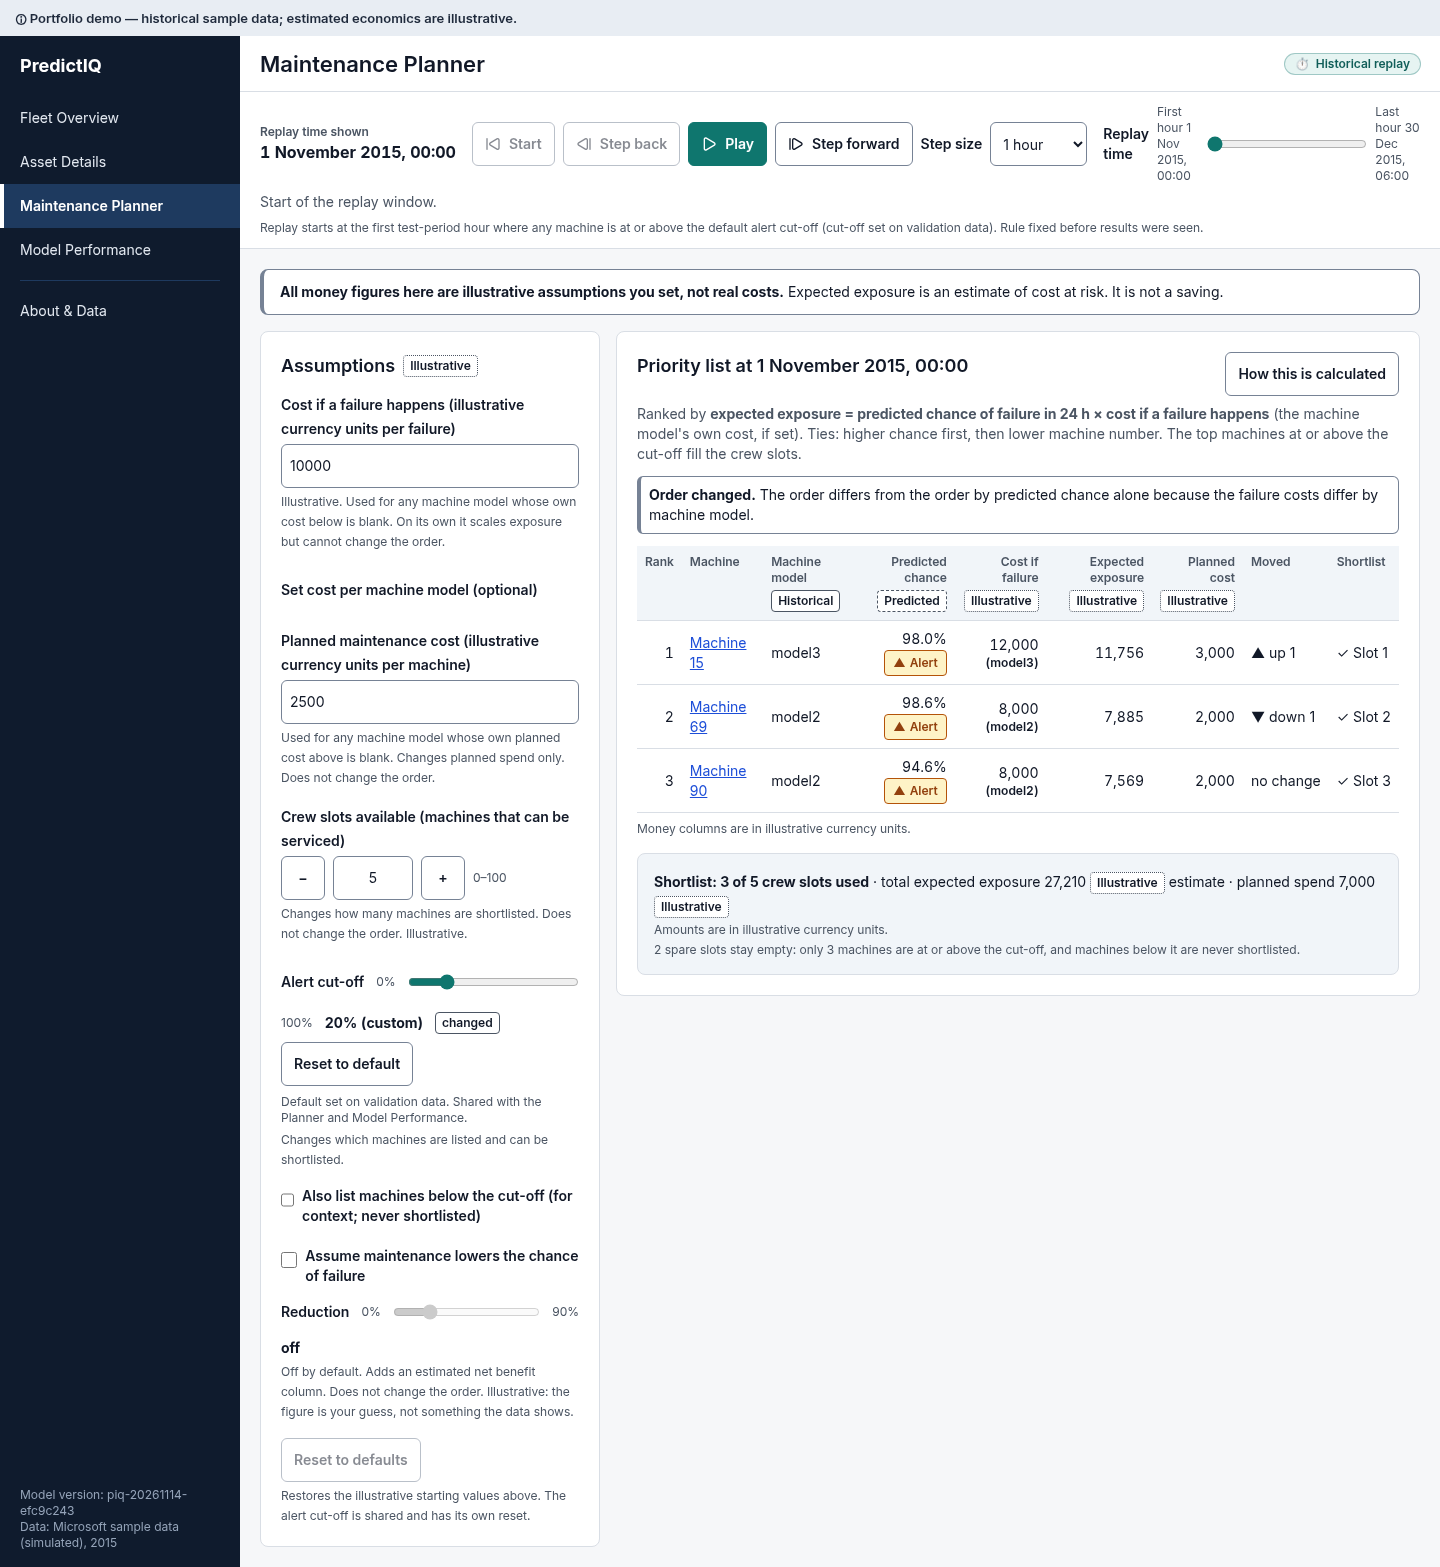 Portfolio demo — historical sample data; estimated economics are illustrative.
PredictIQ
Fleet Overview
Asset Details
Maintenance Planner
Model Performance
About & Data
Model version: piq-20261114-
efc9c243
Data: Microsoft sample data
(simulated), 2015
Maintenance Planner
Historical replay
Replay time shown
1 November 2015, 00:00
Start
Step back
Play
Step forward
Step size
1 hour
Replay
time
First
hour 1
Nov
2015,
00:00
Last
hour 30
Dec
2015,
06:00
Start of the replay window.
Replay starts at the first test-period hour where any machine is at or above the default alert cut-off (cut-off set on validation data). Rule fixed before results were seen.
All money figures here are illustrative assumptions you set, not real costs. Expected exposure is an estimate of cost at risk. It is not a saving.
Assumptions Illustrative
Cost if a failure happens (illustrative
currency units per failure)
10000
Illustrative. Used for any machine model whose own
cost below is blank. On its own it scales exposure
but cannot change the order.
Set cost per machine model (optional)
Planned maintenance cost (illustrative
currency units per machine)
2500
Used for any machine model whose own planned
cost above is blank. Changes planned spend only.
Does not change the order.
Crew slots available (machines that can be
serviced)
– 5 + 0–100
Changes how many machines are shortlisted. Does
not change the order. Illustrative.
Alert cut-off 0%
100% 20% (custom) changed
Reset to default
Default set on validation data. Shared with the
Planner and Model Performance.
Changes which machines are listed and can be
shortlisted.
Also list machines below the cut-off (for
context; never shortlisted)
Assume maintenance lowers the chance
of failure
Reduction 0% 90%
off
Off by default. Adds an estimated net benefit
column. Does not change the order. Illustrative: the
figure is your guess, not something the data shows.
Reset to defaults
Restores the illustrative starting values above. The
alert cut-off is shared and has its own reset.
Priority list at 1 November 2015, 00:00
How this is calculated
Ranked by expected exposure = predicted chance of failure in 24 h × cost if a failure happens (the machine
model's own cost, if set). Ties: higher chance first, then lower machine number. The top machines at or above the
cut-off fill the crew slots.
Order changed. The order differs from the order by predicted chance alone because the failure costs differ by
machine model.
Rank Machine Machine Predicted Cost if Expected Planned Moved Shortlist
model chance failure exposure cost
Historical Predicted Illustrative Illustrative Illustrative
98.0%
1 Machine 15 model3 12,000 11,756 3,000 ▲ up 1 ✓ Slot 1
▲ Alert (model3)
98.6%
2 Machine 69 model2 8,000 7,885 2,000 ▼ down 1 ✓ Slot 2
▲ Alert (model2)
94.6%
3 Machine 90 model2 8,000 7,569 2,000 no change ✓ Slot 3
▲ Alert (model2)
Money columns are in illustrative currency units.
Shortlist: 3 of 5 crew slots used · total expected exposure 27,210 Illustrative estimate · planned spend 7,000
Illustrative
Amounts are in illustrative currency units.
2 spare slots stay empty: only 3 machines are at or above the cut-off, and machines below it are never shortlisted.